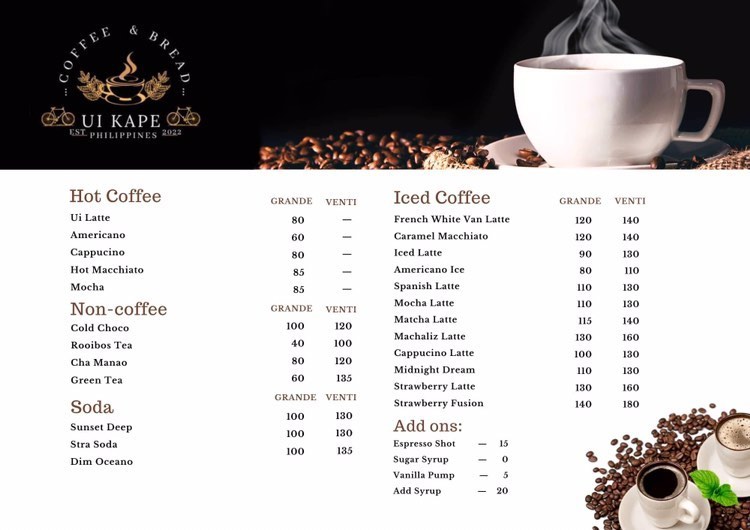 COFFEE & BREAD
UI KAPE
EST PHILIPPINES 2022
Hot Coffee GRANDE VENTI
Ui Latte 80 —
Americano 60 —
Cappucino 80 —
Hot Macchiato 85 —
Mocha 85 —
Non-coffee GRANDE VENTI
Cold Choco 100 120
Rooibos Tea 40 100
Cha Manao 80 120
Green Tea 60 135
Soda GRANDE VENTI
Sunset Deep 100 130
Stra Soda 100 130
Dim Oceano 100 135
Iced Coffee GRANDE VENTI
French White Van Latte 120 140
Caramel Macchiato 120 140
Iced Latte 90 130
Americano Ice 80 110
Spanish Latte 110 130
Mocha Latte 110 130
Matcha Latte 115 140
Machaliz Latte 130 160
Cappucino Latte 100 130
Midnight Dream 110 130
Strawberry Latte 130 160
Strawberry Fusion 140 180
Add ons:
Espresso Shot — 15
Sugar Syrup — 0
Vanilla Pump — 5
Add Syrup — 20